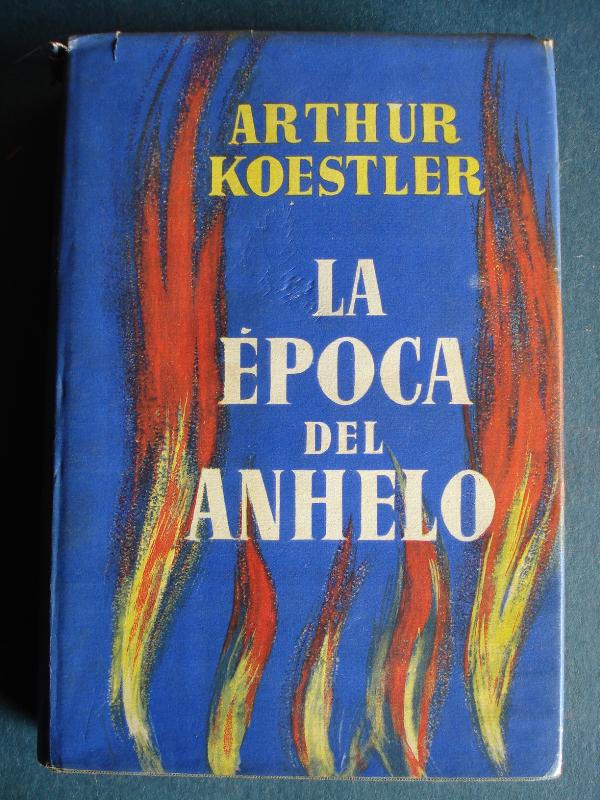 ARTHUR
KOESTLER
LA
ÉPOCA
DEL
ANHELO